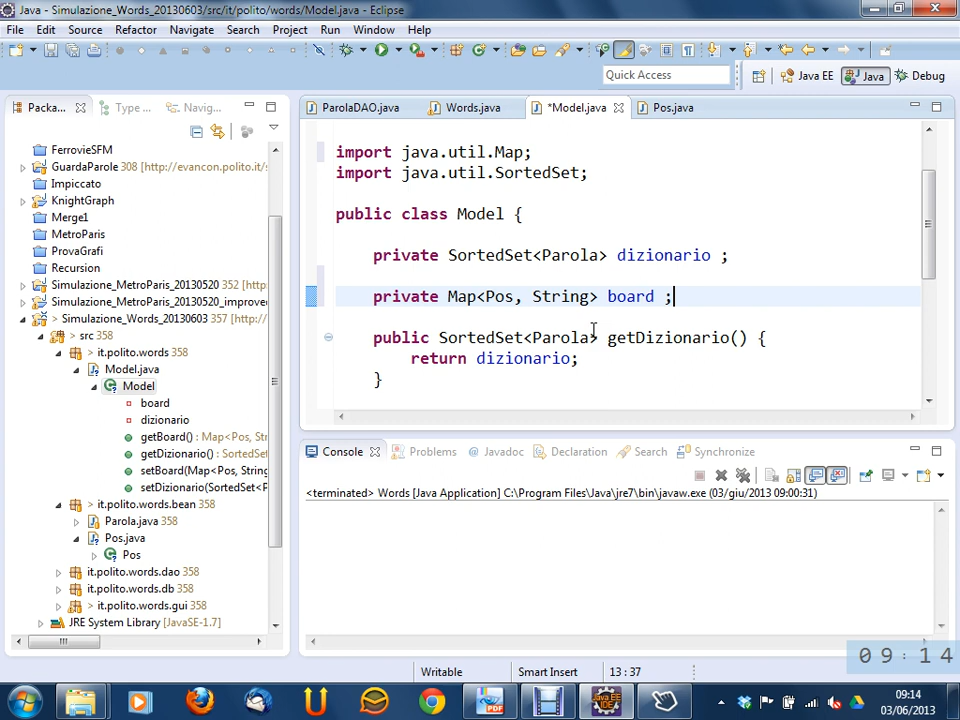 Java - Simulazione_Words_20130603/src/it/polito/words/Model.java - Eclipse
File Edit Source Refactor Navigate Search Project Run Window Help
Quick Access
Java EE
Java
Debug
Packa...
Type ...
Navig...
FerrovieSFM
GuardaParole 308 [http://evancon.polito.it/s
Impiccato
KnightGraph
Merge1
MetroParis
ProvaGrafi
Recursion
Simulazione_MetroParis_20130520 352 [http:
Simulazione_MetroParis_20130520_improve
> Simulazione_Words_20130603 357 [http://e
> src 358
> it.polito.words 358
Model.java
Model
board
dizionario
getBoard() : Map<Pos, Str
getDizionario() : SortedS
setBoard(Map<Pos, String
setDizionario(SortedSet<P
> it.polito.words.bean 358
Parola.java 358
Pos.java
Pos
it.polito.words.dao 358
it.polito.words.db 358
> it.polito.words.gui 358
JRE System Library [JavaSE-1.7]
ParolaDAO.java
Words.java
*Model.java
Pos.java
import java.util.Map;
import java.util.SortedSet;
public class Model {
private SortedSet<Parola> dizionario ;
private Map<Pos, String> board ;
public SortedSet<Parola> getDizionario() {
return dizionario;
}
Console
Problems
@ Javadoc
Declaration
Search
Synchronize
<terminated> Words [Java Application] C:\Program Files\Java\jre7\bin\javaw.exe (03/giu/2013 09:00:31)
Writable
Smart Insert
13 : 37
09:14
PDF
Java EE
IDE
09:14
03/06/2013